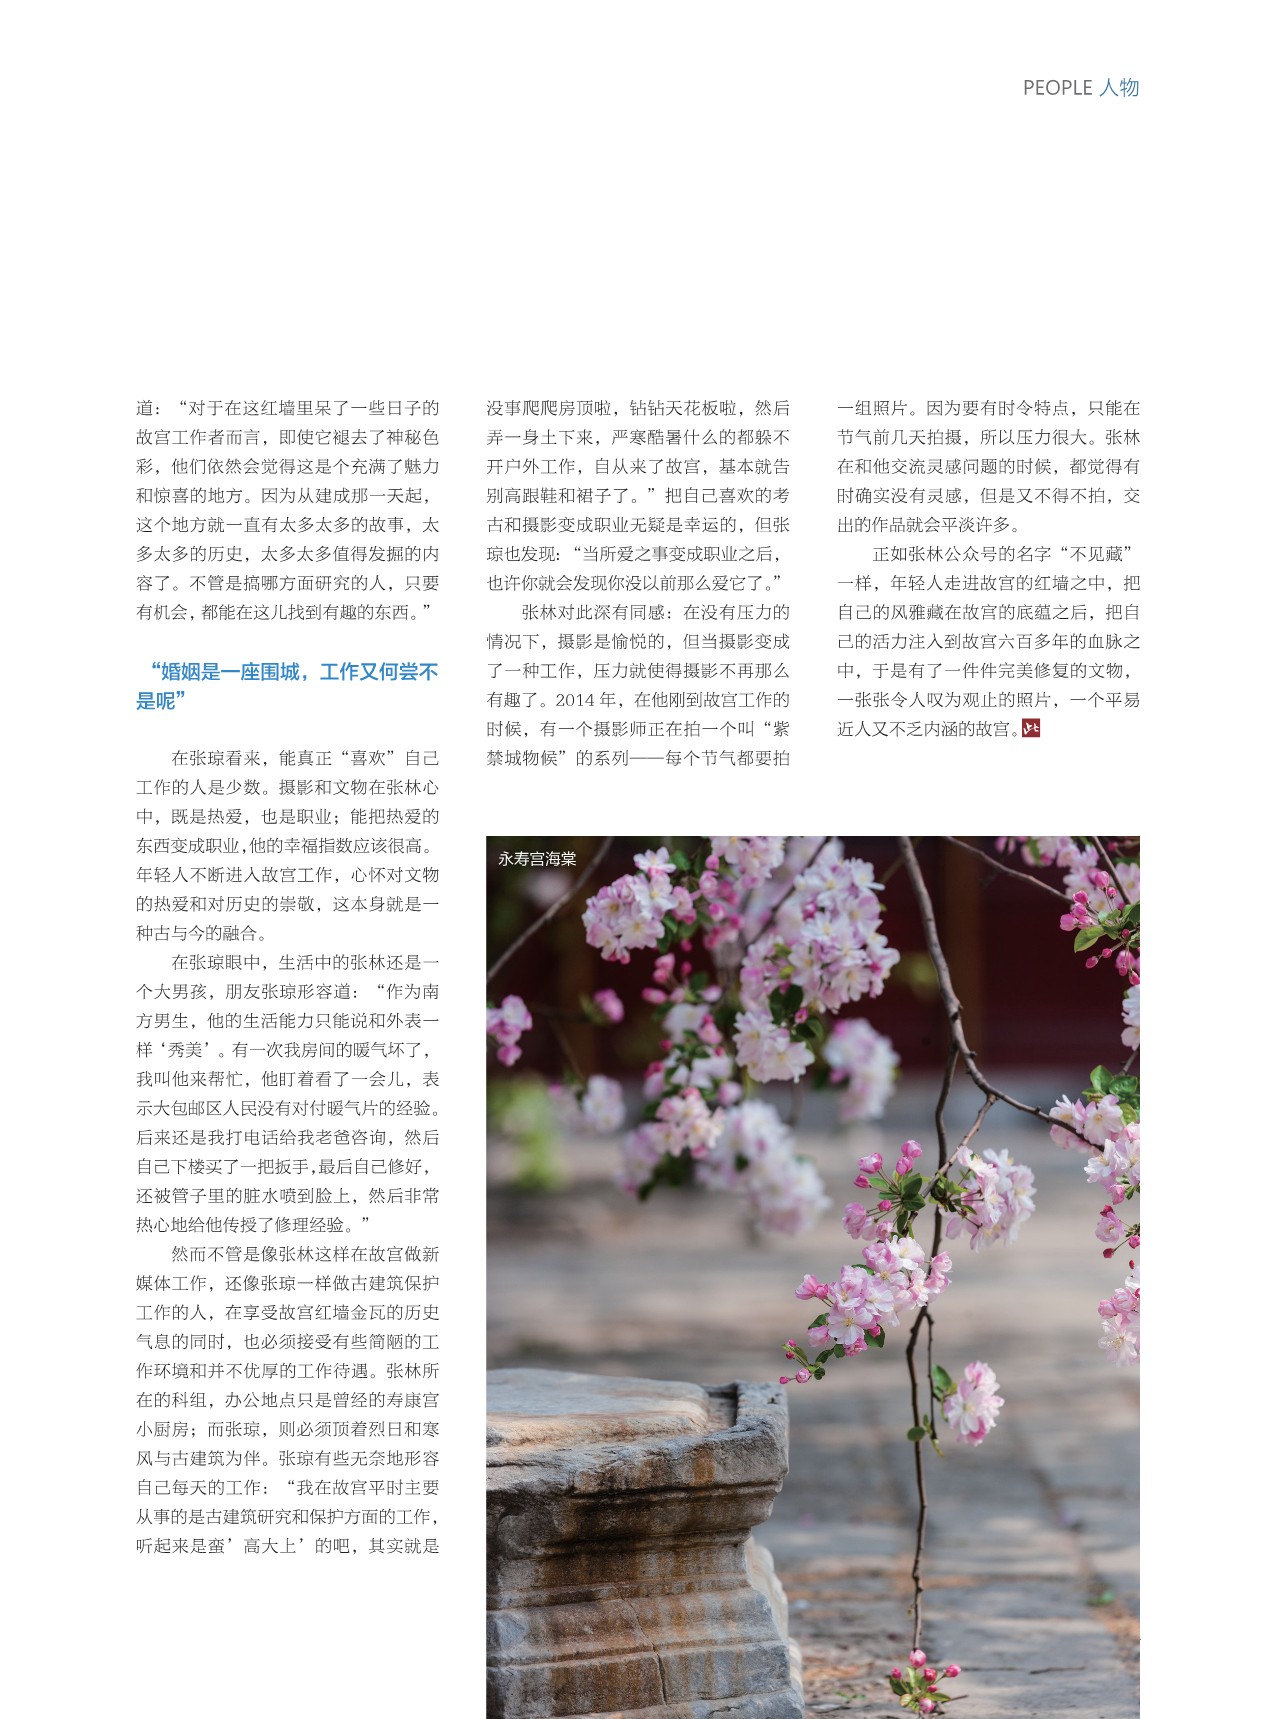 PEOPLE 人物
道：“对于在这红墙里呆了一些日子的
故宫工作者而言，即使它褪去了神秘色
彩，他们依然会觉得这是个充满了魅力
和惊喜的地方。因为从建成那一天起，
这个地方就一直有太多太多的故事，太
多太多的历史，太多太多值得发掘的内
容了。不管是搞哪方面研究的人，只要
有机会，都能在这儿找到有趣的东西。”
“婚姻是一座围城，工作又何尝不
是呢”
在张琼看来，能真正“喜欢”自己
工作的人是少数。摄影和文物在张林心
中，既是热爱，也是职业；能把热爱的
东西变成职业，他的幸福指数应该很高。
年轻人不断进入故宫工作，心怀对文物
的热爱和对历史的崇敬，这本身就是一
种古与今的融合。
在张琼眼中，生活中的张林还是一
个大男孩，朋友张琼形容道：“作为南
方男生，他的生活能力只能说和外表一
样‘秀美’。有一次我房间的暖气坏了，
我叫他来帮忙，他盯着看了一会儿，表
示大包邮区人民没有对付暖气片的经验。
后来还是我打电话给我老爸咨询，然后
自己下楼买了一把扳手，最后自己修好，
还被管子里的脏水喷到脸上，然后非常
热心地给他传授了修理经验。”
然而不管是像张林这样在故宫做新
媒体工作，还像张琼一样做古建筑保护
工作的人，在享受故宫红墙金瓦的历史
气息的同时，也必须接受有些简陋的工
作环境和并不优厚的工作待遇。张林所
在的科组，办公地点只是曾经的寿康宫
小厨房；而张琼，则必须顶着烈日和寒
风与古建筑为伴。张琼有些无奈地形容
自己每天的工作：“我在故宫平时主要
从事的是古建筑研究和保护方面的工作，
听起来是蛮’高大上’的吧，其实就是
没事爬爬房顶啦，钻钻天花板啦，然后
弄一身土下来，严寒酷暑什么的都躲不
开户外工作，自从来了故宫，基本就告
别高跟鞋和裙子了。”把自己喜欢的考
古和摄影变成职业无疑是幸运的，但张
琼也发现：“当所爱之事变成职业之后，
也许你就会发现你没以前那么爱它了。”
张林对此深有同感：在没有压力的
情况下，摄影是愉悦的，但当摄影变成
了一种工作，压力就使得摄影不再那么
有趣了。2014 年，在他刚到故宫工作的
时候，有一个摄影师正在拍一个叫“紫
禁城物候”的系列——每个节气都要拍
一组照片。因为要有时令特点，只能在
节气前几天拍摄，所以压力很大。张林
在和他交流灵感问题的时候，都觉得有
时确实没有灵感，但是又不得不拍，交
出的作品就会平淡许多。
正如张林公众号的名字“不见藏”
一样，年轻人走进故宫的红墙之中，把
自己的风雅藏在故宫的底蕴之后，把自
己的活力注入到故宫六百多年的血脉之
中，于是有了一件件完美修复的文物，
一张张令人叹为观止的照片，一个平易
近人又不乏内涵的故宫。
永寿宫海棠